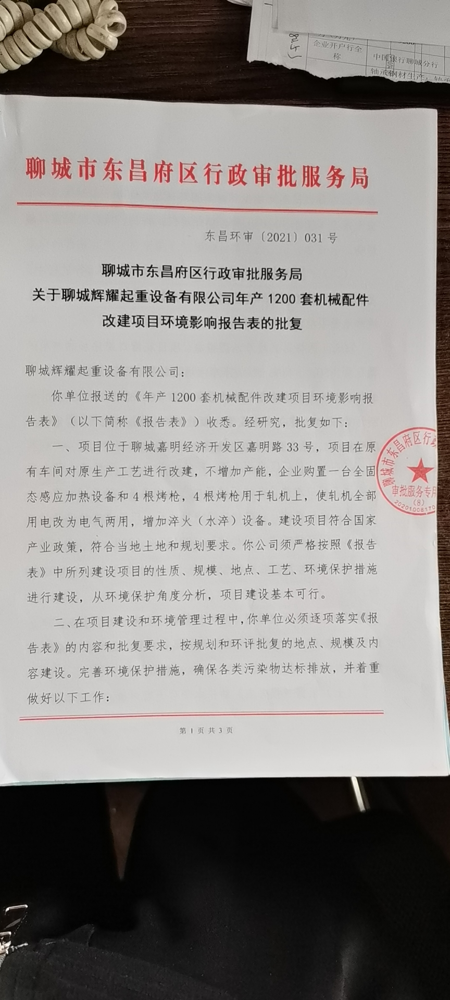 企业开户行全
称
中国银行聊城分行
聊城市东昌府区行政审批服务局
东昌环审〔2021〕031 号
聊城市东昌府区行政审批服务局
关于聊城辉耀起重设备有限公司年产 1200 套机械配件
改建项目环境影响报告表的批复
聊城辉耀起重设备有限公司：
你单位报送的《年产 1200 套机械配件改建项目环境影响报
告表》（以下简称《报告表》）收悉。经研究，批复如下：
一、项目位于聊城嘉明经济开发区嘉明路 33 号，项目在原
有车间对原生产工艺进行改建，不增加产能，企业购置一台全固
态感应加热设备和 4 根烤枪，4 根烤枪用于轧机上，使轧机全部
用电改为电气两用，增加淬火（水淬）设备。建设项目符合国家
产业政策，符合当地土地和规划要求。你公司须严格按照《报告
表》中所列建设项目的性质、规模、地点、工艺、环境保护措施
进行建设，从环境保护角度分析，项目建设基本可行。
二、在项目建设和环境管理过程中，你单位必须逐项落实《报
告表》的内容和批复要求，按规划和环评批复的地点、规模及内
容建设。完善环境保护措施，确保各类污染物达标排放，并着重
做好以下工作：
聊城市东昌府区行政
审批服务专用
(8)
第 1 页 共 3 页